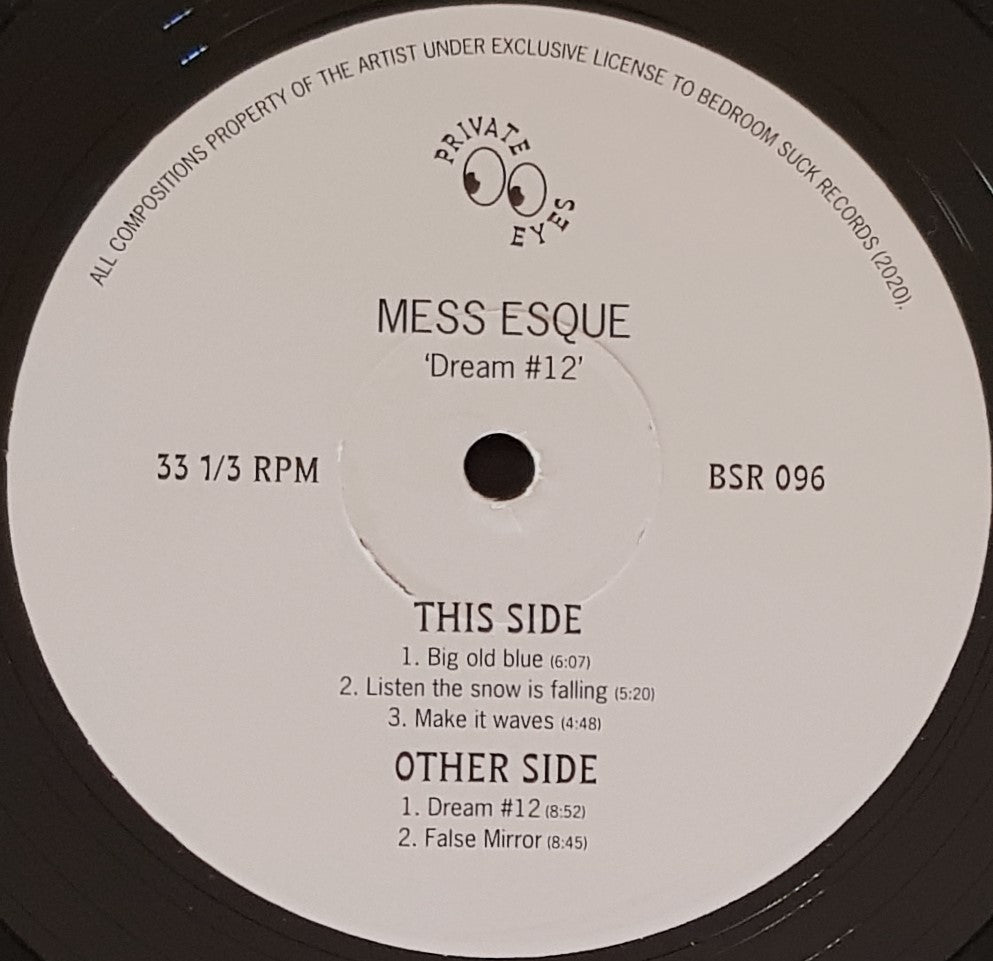 ALL COMPOSITIONS PROPERTY OF THE ARTIST UNDER EXCLUSIVE LICENSE TO BEDROOM SUCK RECORDS (2020).
PRIVATE
EYES
MESS ESQUE
‘Dream #12’
33 1/3 RPM
BSR 096
THIS SIDE
1. Big old blue (6:07)
2. Listen the snow is falling (5:20)
3. Make it waves (4:48)
OTHER SIDE
1. Dream #12 (8:52)
2. False Mirror (8:45)